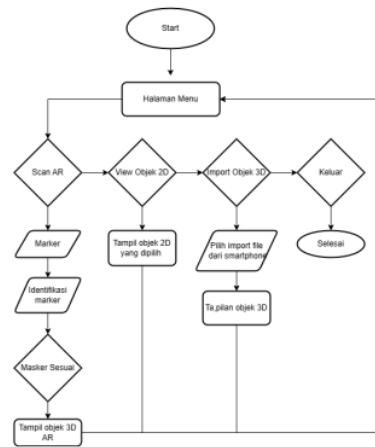 Start
Halaman Menu
Scan AR
View Objek 2D
Import Objek 3D
Keluar
Marker
Tampil objek 2D
yang dipilih
Pilih import file
dari smartphone
Selesai
Identifikasi
marker
Ta,pilan objek 3D
Masker Sesuai
Tampil objek 3D
AR